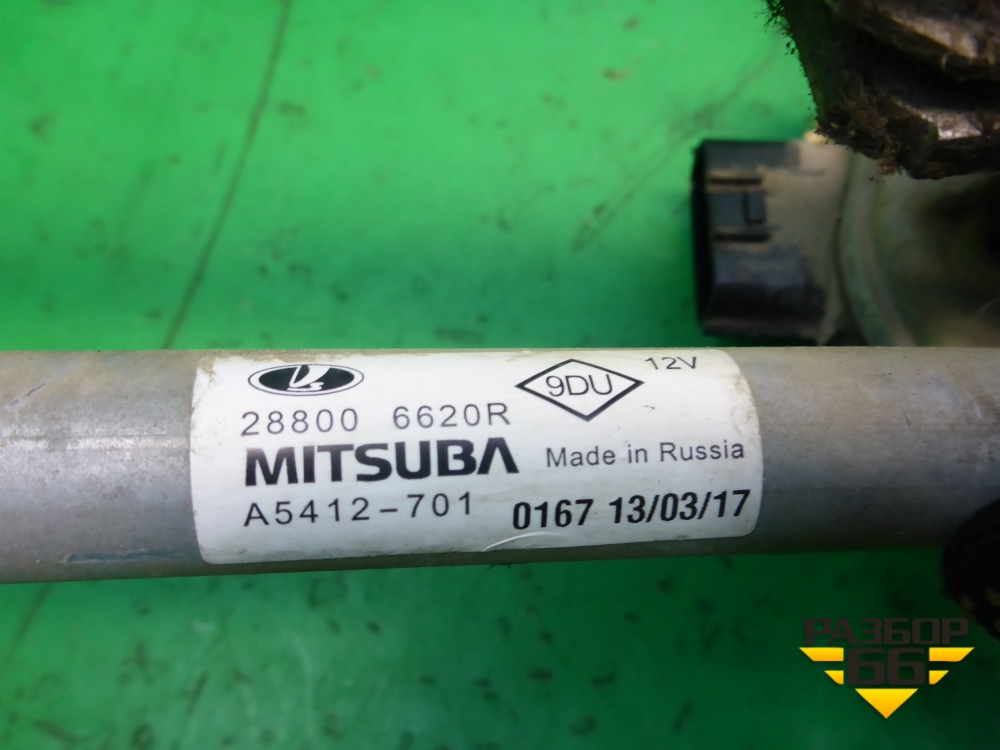 9DU
12V
28800 6620R
MITSUBA
Made in Russia
A5412-701
0167 13/03/17
РАЗБОР
66